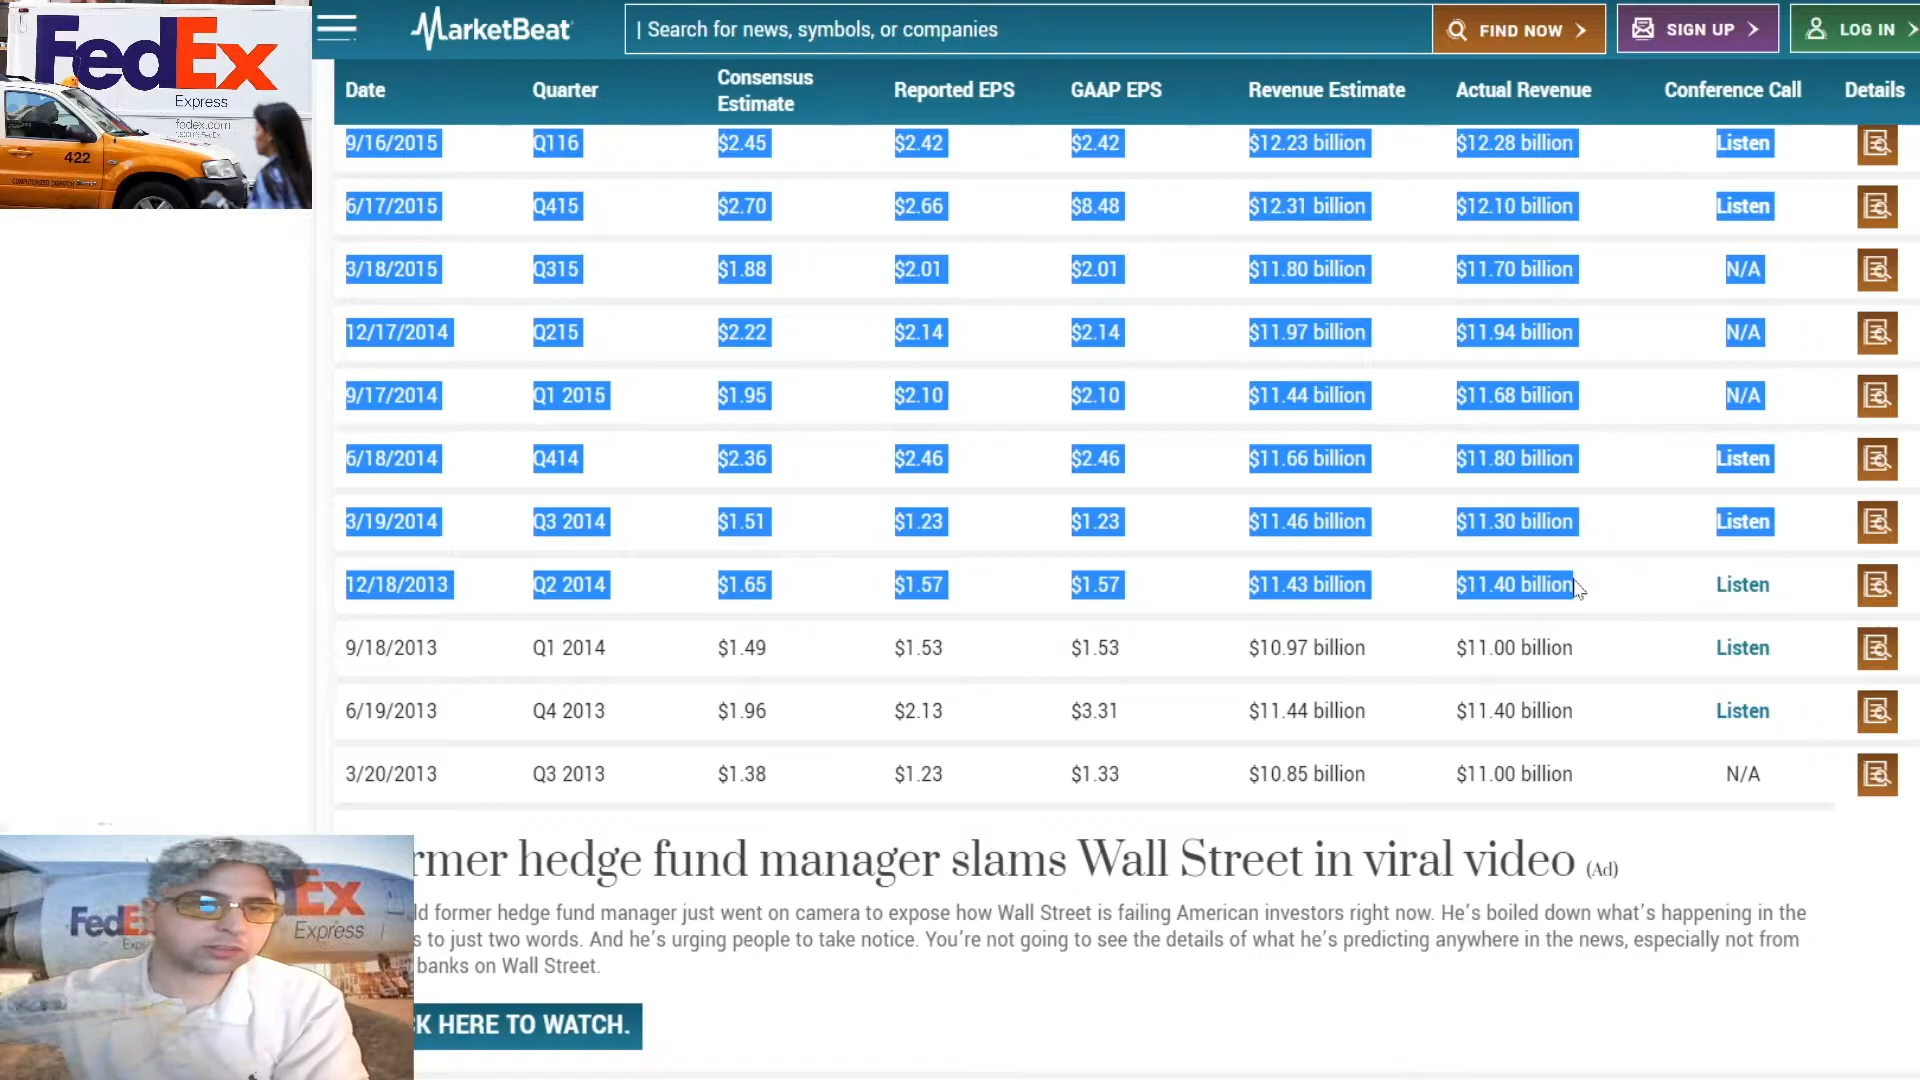 FedEx
Express
fedex.com
422
MarketBeat
Search for news, symbols, or companies
FIND NOW
SIGN UP
LOG IN
Date Quarter Consensus Estimate Reported EPS GAAP EPS Revenue Estimate Actual Revenue Conference Call Details
9/16/2015 Q116 $2.45 $2.42 $2.42 $12.23 billion $12.28 billion Listen
6/17/2015 Q415 $2.70 $2.66 $8.48 $12.31 billion $12.10 billion Listen
3/18/2015 Q315 $1.88 $2.01 $2.01 $11.80 billion $11.70 billion N/A
12/17/2014 Q215 $2.22 $2.14 $2.14 $11.97 billion $11.94 billion N/A
9/17/2014 Q1 2015 $1.95 $2.10 $2.10 $11.44 billion $11.68 billion N/A
6/18/2014 Q414 $2.36 $2.46 $2.46 $11.66 billion $11.80 billion Listen
3/19/2014 Q3 2014 $1.51 $1.23 $1.23 $11.46 billion $11.30 billion Listen
12/18/2013 Q2 2014 $1.65 $1.57 $1.57 $11.43 billion $11.40 billion Listen
9/18/2013 Q1 2014 $1.49 $1.53 $1.53 $10.97 billion $11.00 billion Listen
6/19/2013 Q4 2013 $1.96 $2.13 $3.31 $11.44 billion $11.40 billion Listen
3/20/2013 Q3 2013 $1.38 $1.23 $1.33 $10.85 billion $11.00 billion N/A
rmer hedge fund manager slams Wall Street in viral video (Ad)
ld former hedge fund manager just went on camera to expose how Wall Street is failing American investors right now. He's boiled down what's happening in the
s to just two words. And he's urging people to take notice. You're not going to see the details of what he's predicting anywhere in the news, especially not from
banks on Wall Street.
CK HERE TO WATCH.
FedE
Ex
Express